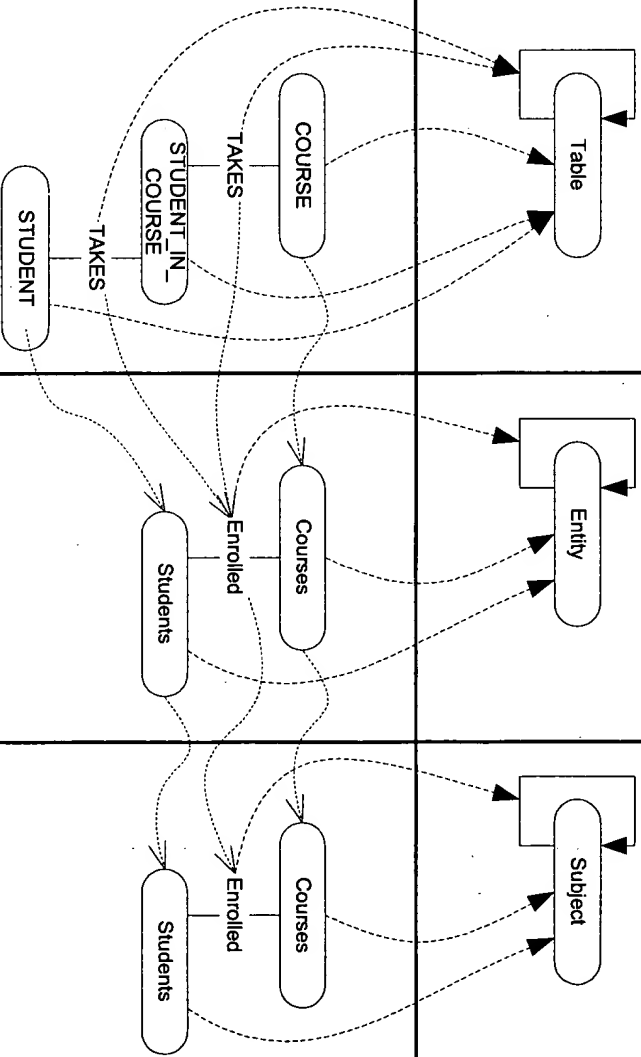 Table
Entity
Subject
COURSE
Courses
Courses
TAKES
Enrolled
Enrolled
STUDENT_IN_
COURSE
Students
Students
TAKES
STUDENT